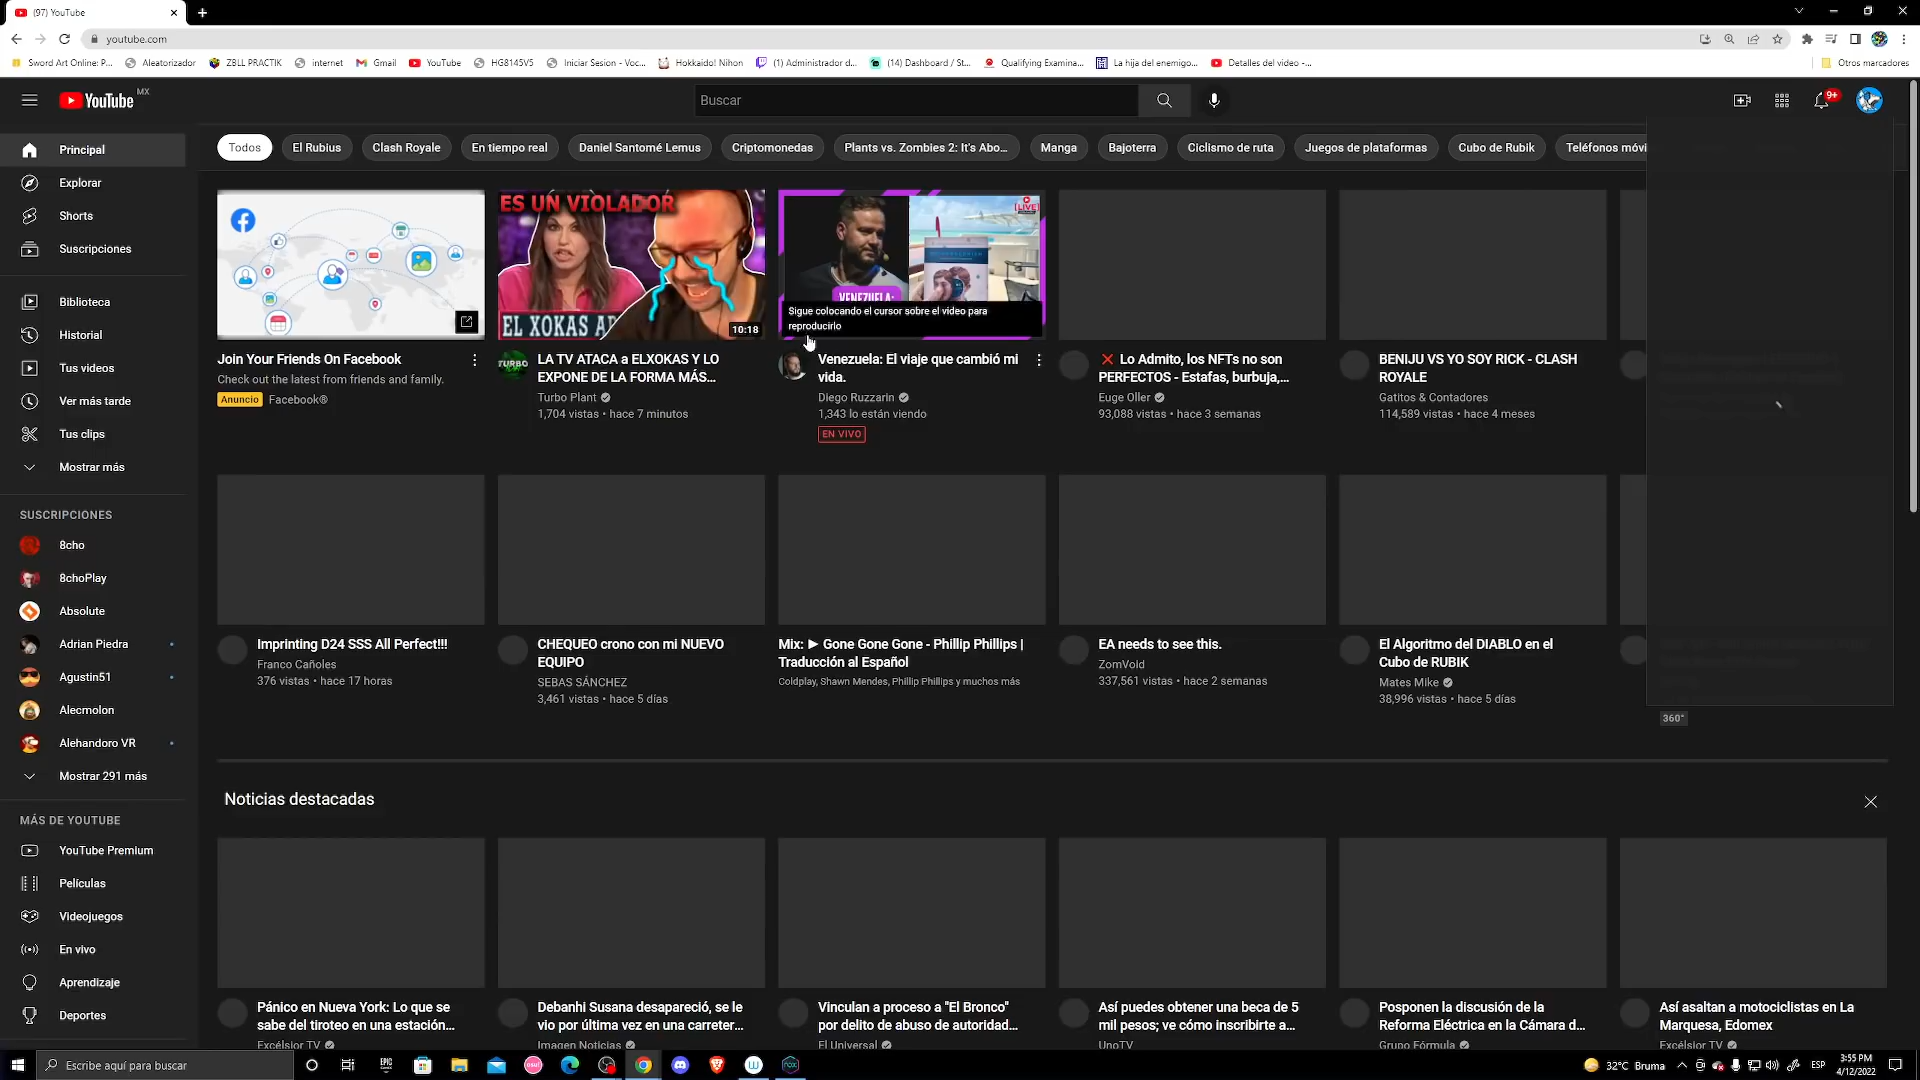 (97) YouTube
youtube.com
Sword Art Online: P...
Aleatorizador
ZBLL PRACTIK
internet
Gmail
YouTube
HG8145V5
Iniciar Sesion - Voc...
Hokkaido! Nihon
(1) Administrador d...
(14) Dashboard / St...
Qualifying Examina...
La hija del enemigo...
Detalles del video -...
Otros marcadores
YouTube MX
Buscar
9+
Principal
Explorar
Shorts
Suscripciones
Biblioteca
Historial
Tus videos
Ver más tarde
Tus clips
Mostrar más
SUSCRIPCIONES
8cho
8choPlay
Absolute
Adrian Piedra
Agustin51
Alecmolon
Alehandoro VR
Mostrar 291 más
MÁS DE YOUTUBE
YouTube Premium
Películas
Videojuegos
En vivo
Aprendizaje
Deportes
Todos
El Rubius
Clash Royale
En tiempo real
Daniel Santomé Lemus
Criptomonedas
Plants vs. Zombies 2: It's Abo...
Manga
Bajoterra
Ciclismo de ruta
Juegos de plataformas
Cubo de Rubik
Teléfonos móvi
Join Your Friends On Facebook
Check out the latest from friends and family.
Anuncio Facebook®
ES UN VIOLADOR
EL XOKAS AP
10:18
TURBO
LA TV ATACA a ELXOKAS Y LO
EXPONE DE LA FORMA MÁS...
Turbo Plant
1,704 vistas • hace 7 minutos
LIVE
VENEZUELA:
Sigue colocando el cursor sobre el video para
reproducirlo
Venezuela: El viaje que cambió mi
vida.
Diego Ruzzarin
1,343 lo están viendo
EN VIVO
❌ Lo Admito, los NFTs no son
PERFECTOS - Estafas, burbuja,...
Euge Oller
93,088 vistas • hace 3 semanas
BENIJU VS YO SOY RICK - CLASH
ROYALE
Gatitos & Contadores
114,589 vistas • hace 4 meses
Imprinting D24 SSS All Perfect!!!
Franco Cañoles
376 vistas • hace 17 horas
CHEQUEO crono con mi NUEVO
EQUIPO
SEBAS SÁNCHEZ
3,461 vistas • hace 5 días
Mix: ► Gone Gone Gone - Phillip Phillips |
Traducción al Español
Coldplay, Shawn Mendes, Phillip Phillips y muchos más
EA needs to see this.
ZomVoid
337,561 vistas • hace 2 semanas
El Algoritmo del DIABLO en el
Cubo de RUBIK
Mates Mike
38,996 vistas • hace 5 días
360°
Noticias destacadas
Pánico en Nueva York: Lo que se
sabe del tiroteo en una estación...
Excélsior TV
Debanhi Susana desapareció, se le
vio por última vez en una carreter...
Imagen Noticias
Vinculan a proceso a "El Bronco"
por delito de abuso de autoridad...
El Universal
Así puedes obtener una beca de 5
mil pesos; ve cómo inscribirte a...
UnoTV
Posponen la discusión de la
Reforma Eléctrica en la Cámara d...
Grupo Fórmula
Así asaltan a motociclistas en La
Marquesa, Edomex
Excélsior TV
Escribe aquí para buscar
EPIC
osu!
32°C Bruma
ESP
3:55 PM
4/12/2022